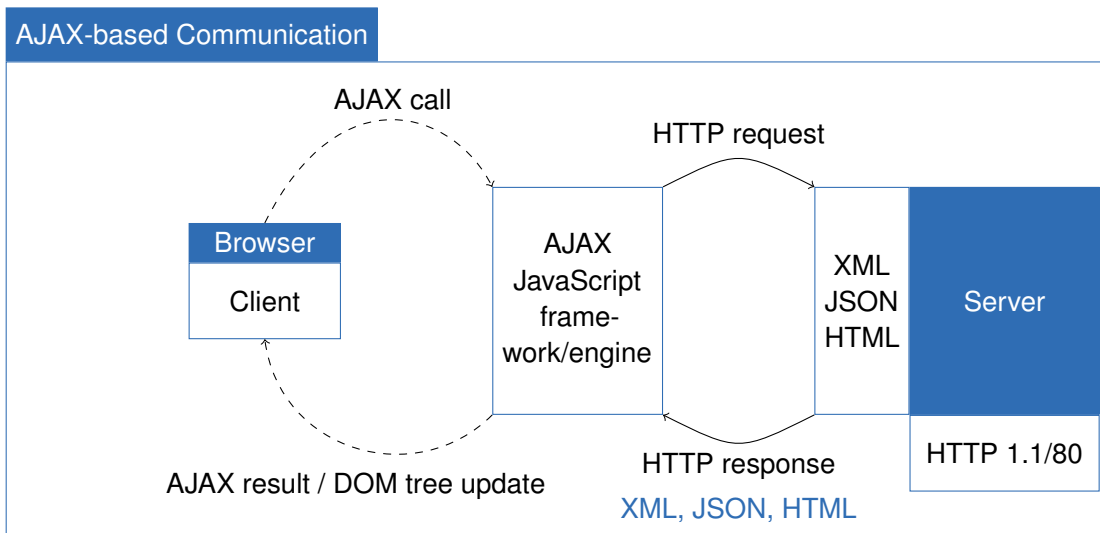 AJAX-based Communication
AJAX call
HTTP request
Browser
Client
AJAX
JavaScript
frame-
work/engine
XML
JSON
HTML
Server
HTTP 1.1/80
AJAX result / DOM tree update
HTTP response
XML, JSON, HTML